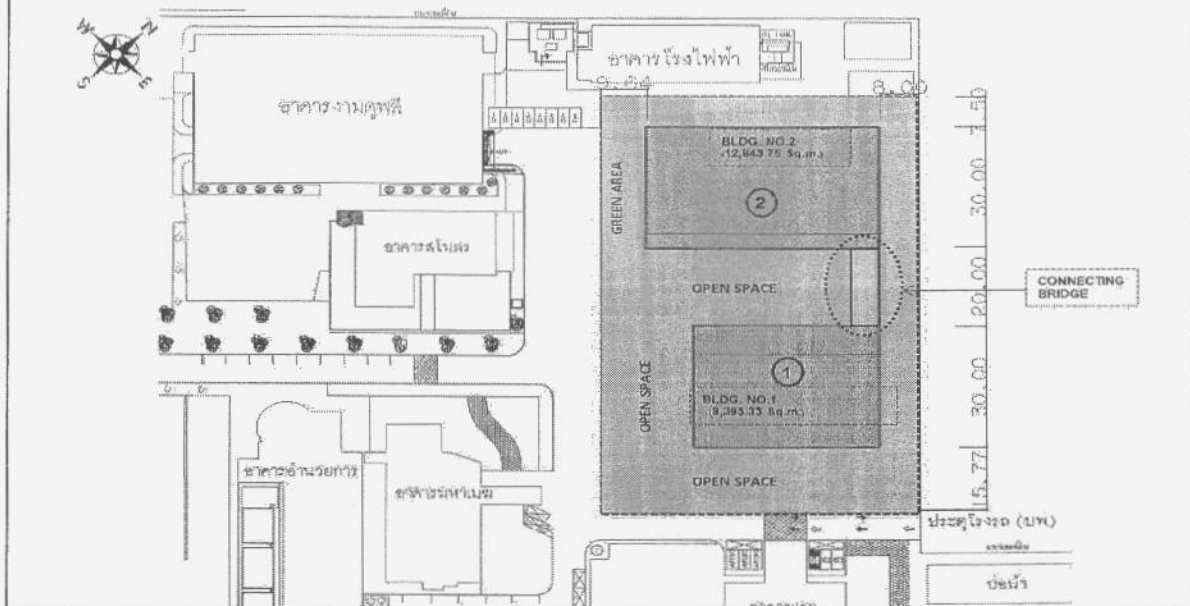 N
อาคารโรงไฟฟ้า
9.64
8.00
อาคารงามดูพลี
BLDG. NO.2
(12,843.75 Sq.m.)
2
7.50
30.00
GREEN AREA
อาคารสโมสร
OPEN SPACE
20.00
CONNECTING
BRIDGE
1
BLDG. NO.1
(9,393.33 Sq.m.)
30.00
OPEN SPACE
อาคารอำนวยการ
OPEN SPACE
15.77
ประตูโรงรถ (บพ.)